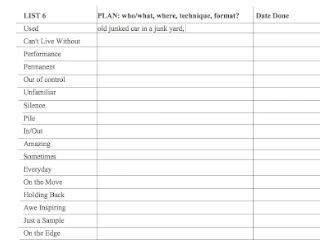 LIST 6 PLAN: who/what, where, technique, format? Date Done
Used old junked car in a junk yard,
Can't Live Without
Performance
Permanent
Out of control
Unfamiliar
Silence
Pile
In/Out
Amazing
Sometimes
Everyday
On the Move
Holding Back
Awe Inspiring
Just a Sample
On the Edge